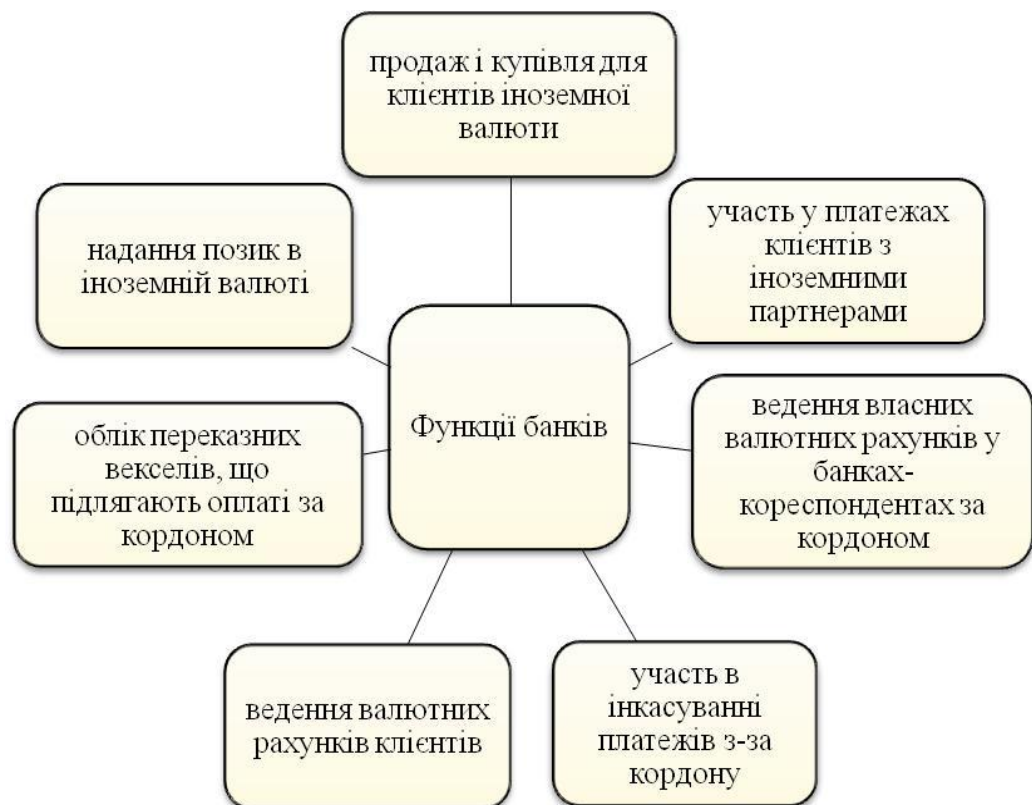 продаж і купівля для
клієнтів іноземної
валюти
надання позик в
іноземній валюті
участь у платежах
клієнтів з
іноземними
партнерами
Функції банків
облік переказних
векселів, що
підлягають оплаті за
кордоном
ведення власних
валютних рахунків у
банках-
кореспондентах за
кордоном
ведення валютних
рахунків клієнтів
участь в
інкасуванні
платежів з-за
кордону